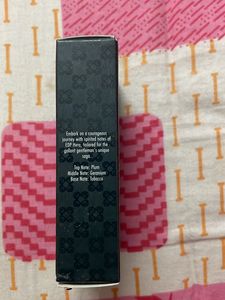 Embark on a courageous
journey with spirited notes of
EDP Hero, tailored for the
gallant gentleman's unique
saga.
Top Note: Plum
Middle Note: Geranium
Base Note: Tobacco